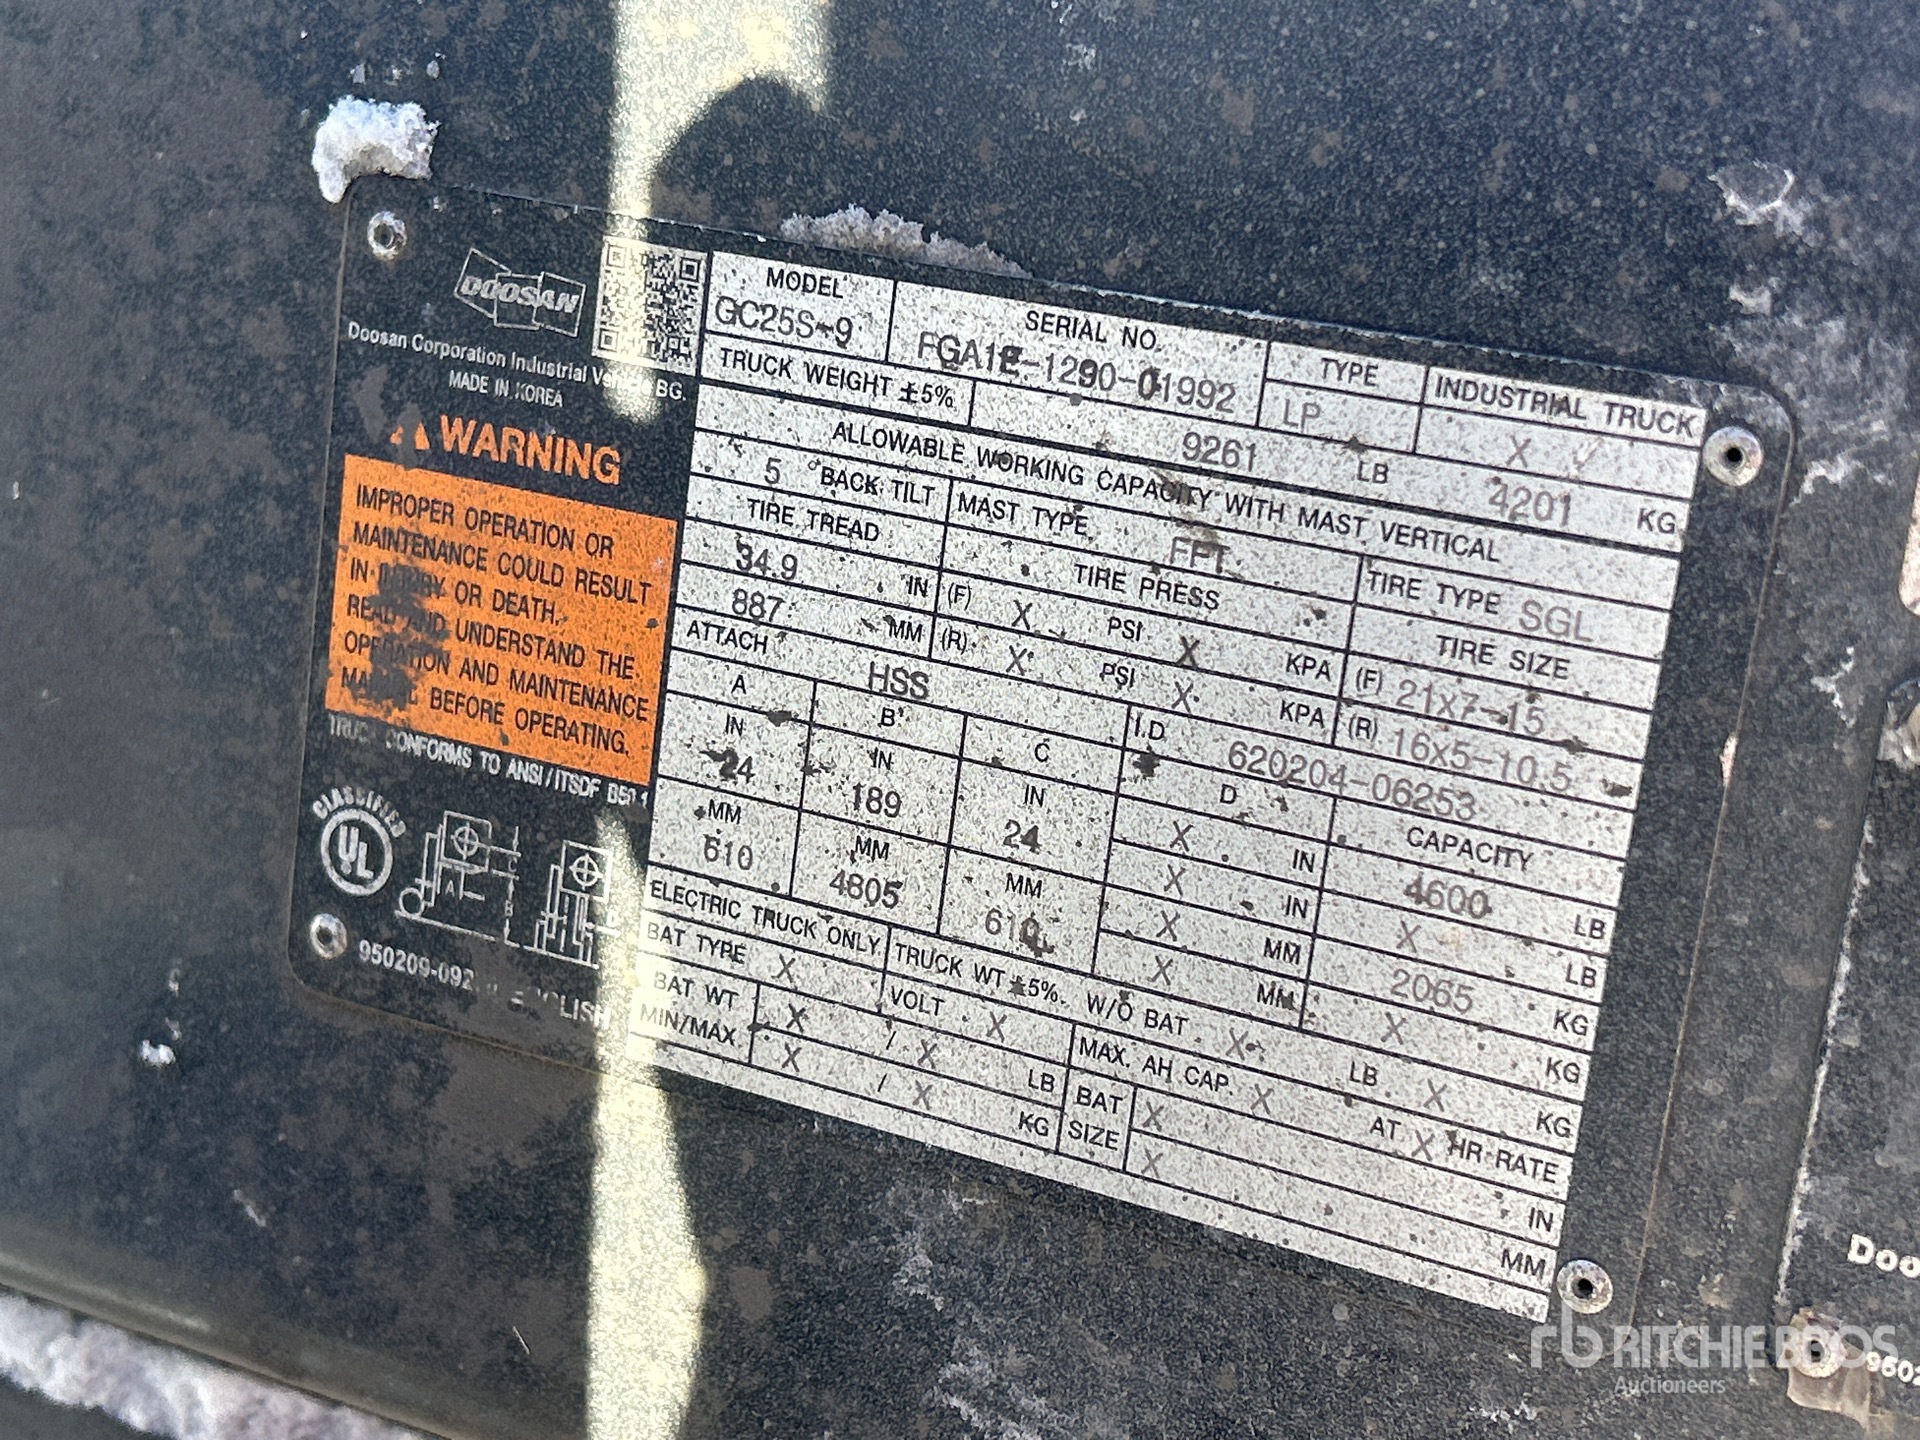 DOOSAN
Doosan Corporation Industrial Vehicle BG.
MADE IN KOREA
WARNING
IMPROPER OPERATION OR
MAINTENANCE COULD RESULT
IN INJURY OR DEATH.
READ AND UNDERSTAND THE
OPERATION AND MAINTENANCE
MANUAL BEFORE OPERATING.
TRUCK CONFORMS TO ANSI/ITSDF B56.1
CLASSIFIED
UL
A
950209-092
MODEL
GC25S-9
SERIAL NO.
FGA1E-1290-01992
TYPE
LP
INDUSTRIAL TRUCK
X
TRUCK WEIGHT ±5%
9261 LB 4201 KG
ALLOWABLE WORKING CAPACITY WITH MAST VERTICAL
5 °BACK TILT
MAST TYPE FFT
TIRE TYPE SGL
TIRE TREAD
TIRE PRESS
TIRE SIZE
34.9 IN (F) X PSI X KPA (F) 21x7-15
887 MM (R) X PSI X KPA (R) 16x5-10.5
ATTACH HSS
I.D 620204-06253
A B C D CAPACITY
IN IN IN X IN 4600 LB
24 189 24 X IN X LB
MM MM MM X MM 2065 KG
610 4805 610 X MM X KG
ELECTRIC TRUCK ONLY
TRUCK WT ±5% W/O BAT X LB X KG
BAT TYPE X VOLT X
MAX. AH CAP. X AT X HR-RATE
BAT WT
MIN/MAX
X / X LB
X / X KG
BAT
SIZE
X IN
X MM
Doo
9502
rb RITCHIE BROS
Auctioneers